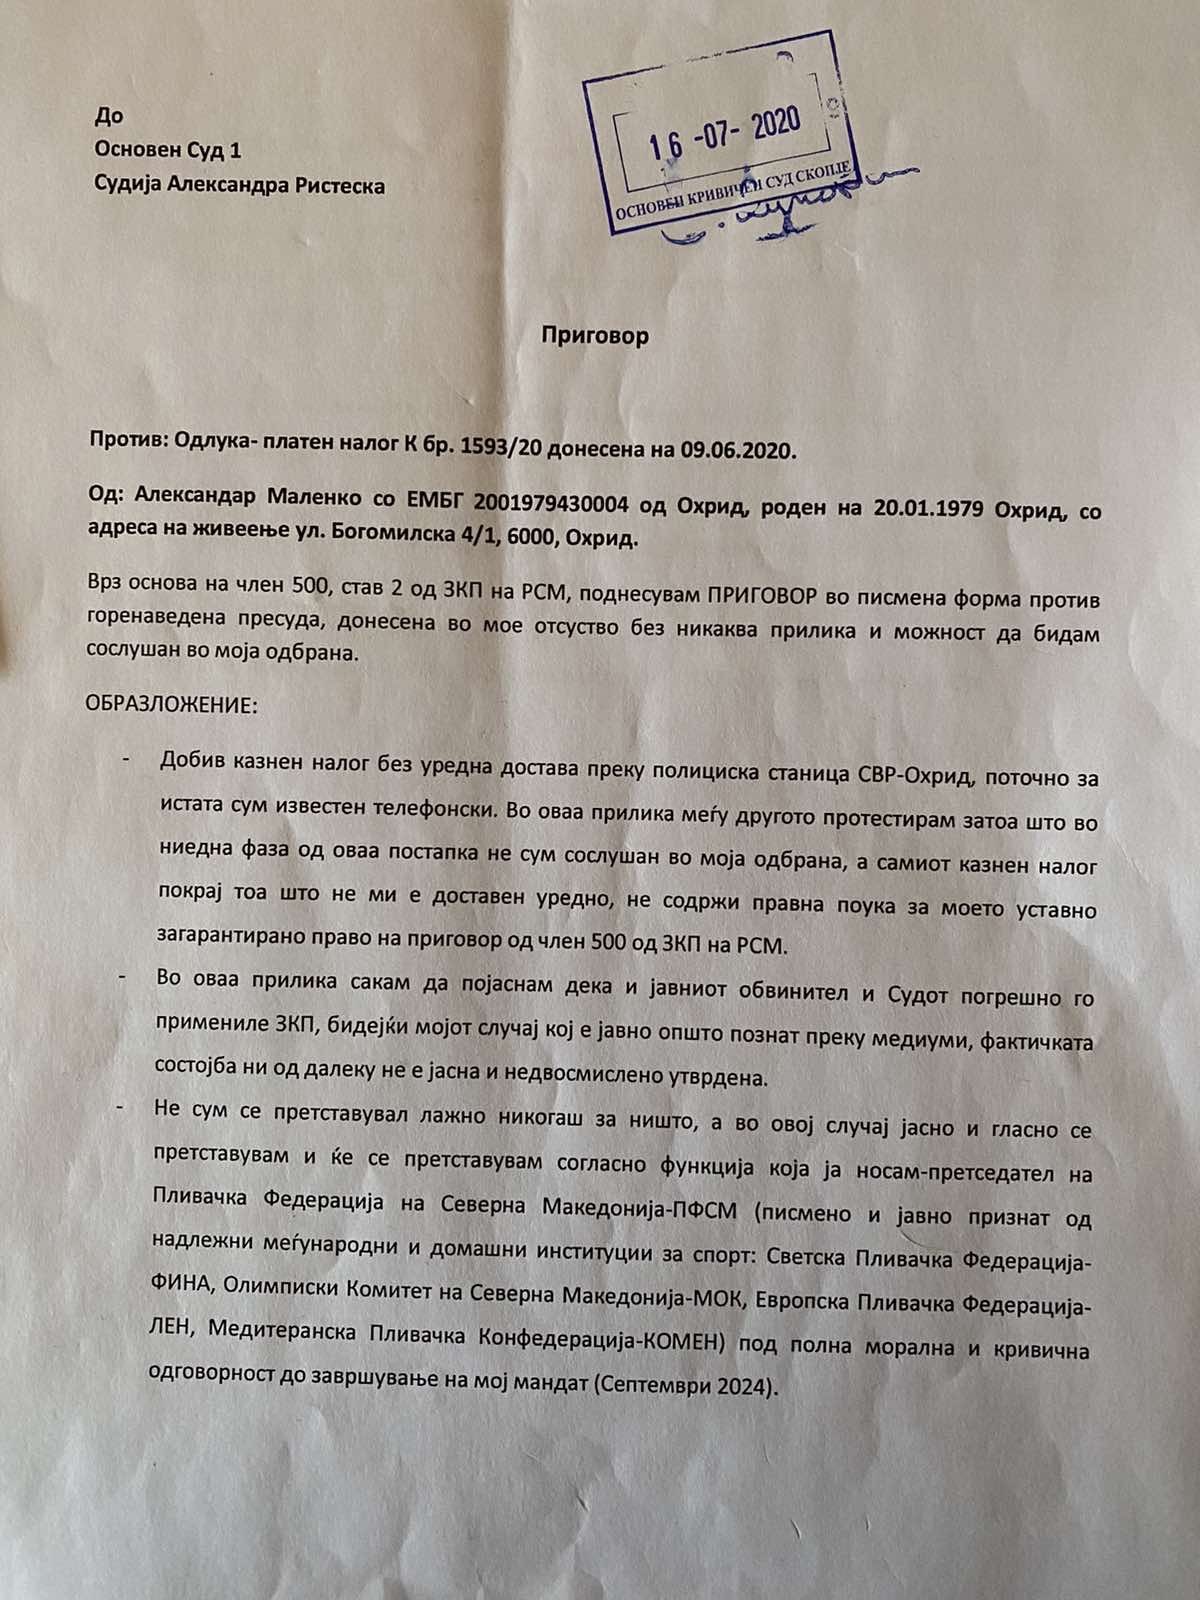 До
Основен Суд 1
Судија Александра Ристеска
16 -07- 2020
ОСНОВЕН КРИВИЧЕН СУД СКОПЈЕ
Приговор
Против: Одлука- платен налог К бр. 1593/20 донесена на 09.06.2020.
Од: Александар Маленко со ЕМБГ 2001979430004 од Охрид, роден на 20.01.1979 Охрид, со
адреса на живеење ул. Богомилска 4/1, 6000, Охрид.
Врз основа на член 500, став 2 од ЗКП на РСМ, поднесувам ПРИГОВОР во писмена форма против
горенаведена пресуда, донесена во мое отсуство без никаква прилика и можност да бидам
сослушан во моја одбрана.
ОБРАЗЛОЖЕНИЕ:
- Добив казнен налог без уредна достава преку полициска станица СВР-Охрид, поточно за
истата сум известен телефонски. Во оваа прилика меѓу другото протестирам затоа што во
ниедна фаза од оваа постапка не сум сослушан во моја одбрана, а самиот казнен налог
покрај тоа што не ми е доставен уредно, не содржи правна поука за моето уставно
загарантирано право на приговор од член 500 од ЗКП на РСМ.
- Во оваа прилика сакам да појаснам дека и јавниот обвинител и Судот погрешно го
примениле ЗКП, бидејќи мојот случај кој е јавно општо познат преку медиуми, фактичката
состојба ни од далеку не е јасна и недвосмислено утврдена.
- Не сум се претставувал лажно никогаш за ништо, а во овој случај јасно и гласно се
претставувам и ќе се претставувам согласно функција која ја носам-претседател на
Пливачка Федерација на Северна Македонија-ПФСМ (писмено и јавно признат од
надлежни меѓународни и домашни институции за спорт: Светска Пливачка Федерација-
ФИНА, Олимписки Комитет на Северна Македонија-МОК, Европска Пливачка Федерација-
ЛЕН, Медитеранска Пливачка Конфедерација-КОМЕН) под полна морална и кривична
одговорност до завршување на мој мандат (Септември 2024).